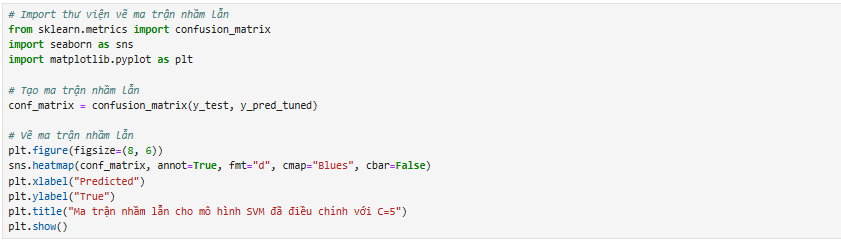 # Import thư viện vẽ ma trận nhầm lẫn
from sklearn.metrics import confusion_matrix
import seaborn as sns
import matplotlib.pyplot as plt
# Tạo ma trận nhầm lẫn
conf_matrix = confusion_matrix(y_test, y_pred_tuned)
# Vẽ ma trận nhầm lẫn
plt.figure(figsize=(8, 6))
sns.heatmap(conf_matrix, annot=True, fmt="d", cmap="Blues", cbar=False)
plt.xlabel("Predicted")
plt.ylabel("True")
plt.title("Ma trận nhầm lẫn cho mô hình SVM đã điều chỉnh với C=5")
plt.show()